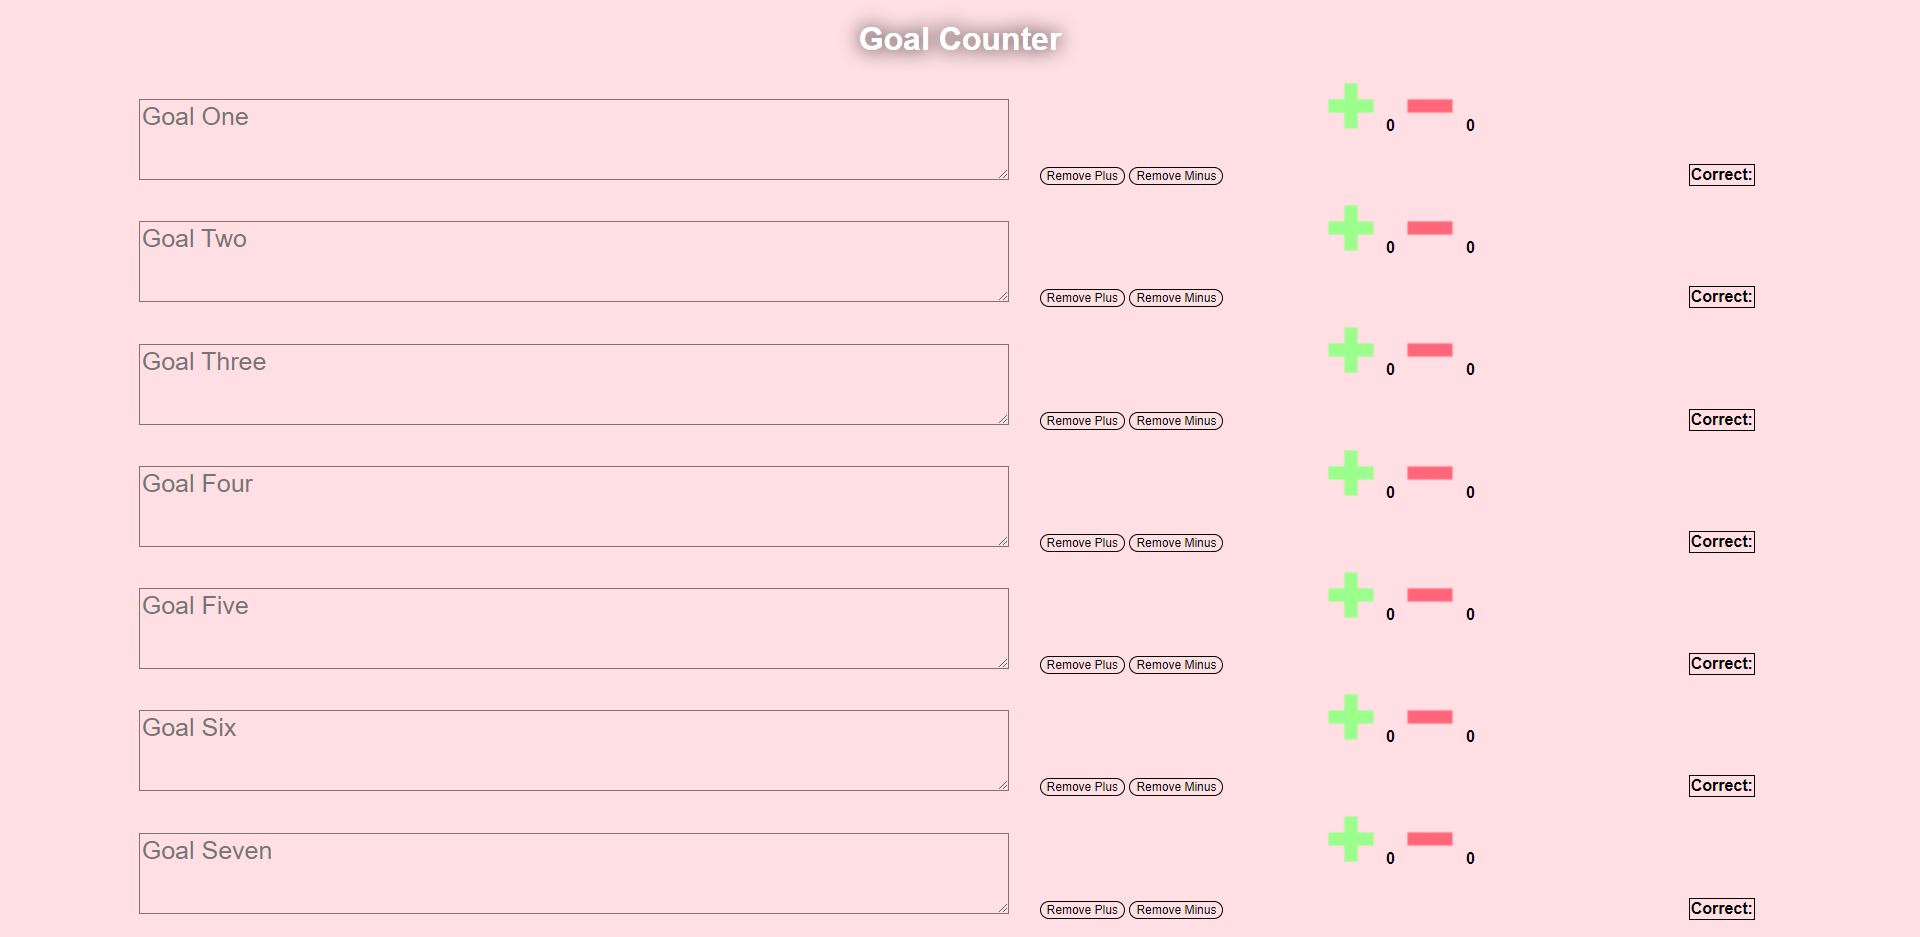 Goal Counter
Goal One
0 0
Remove Plus Remove Minus Correct:
Goal Two
0 0
Remove Plus Remove Minus Correct:
Goal Three
0 0
Remove Plus Remove Minus Correct:
Goal Four
0 0
Remove Plus Remove Minus Correct:
Goal Five
0 0
Remove Plus Remove Minus Correct:
Goal Six
0 0
Remove Plus Remove Minus Correct:
Goal Seven
0 0
Remove Plus Remove Minus Correct: